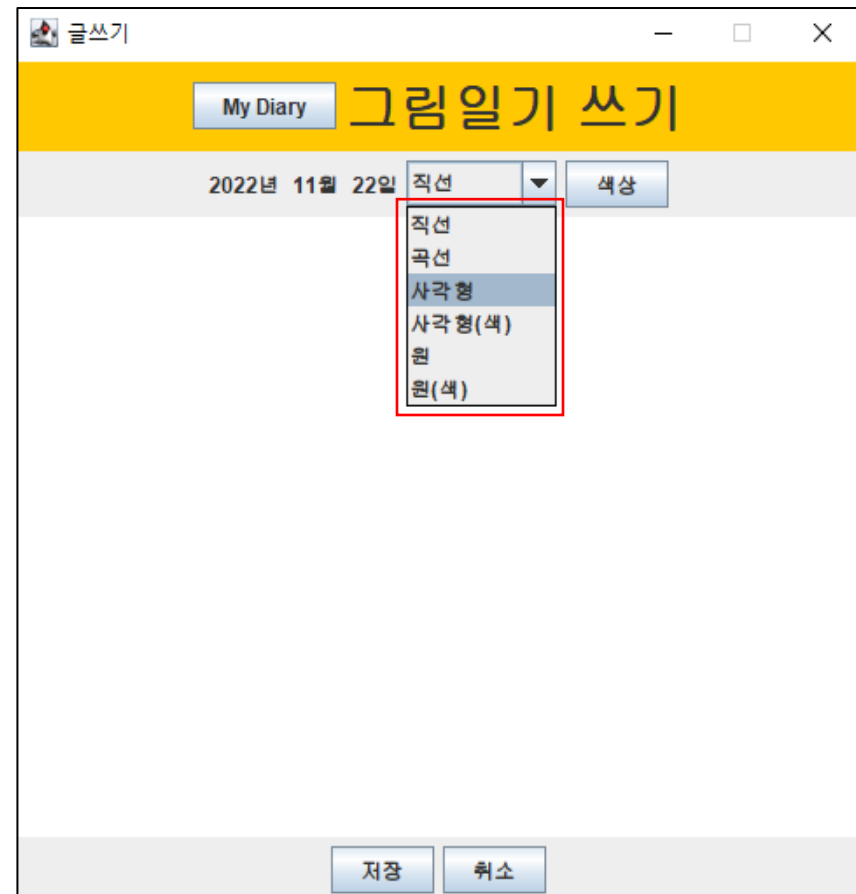 글쓰기
My Diary 그림일기 쓰기
2022년 11월 22일 직선 색상
직선
곡선
사각형
사각형(색)
원
원(색)
저장 취소